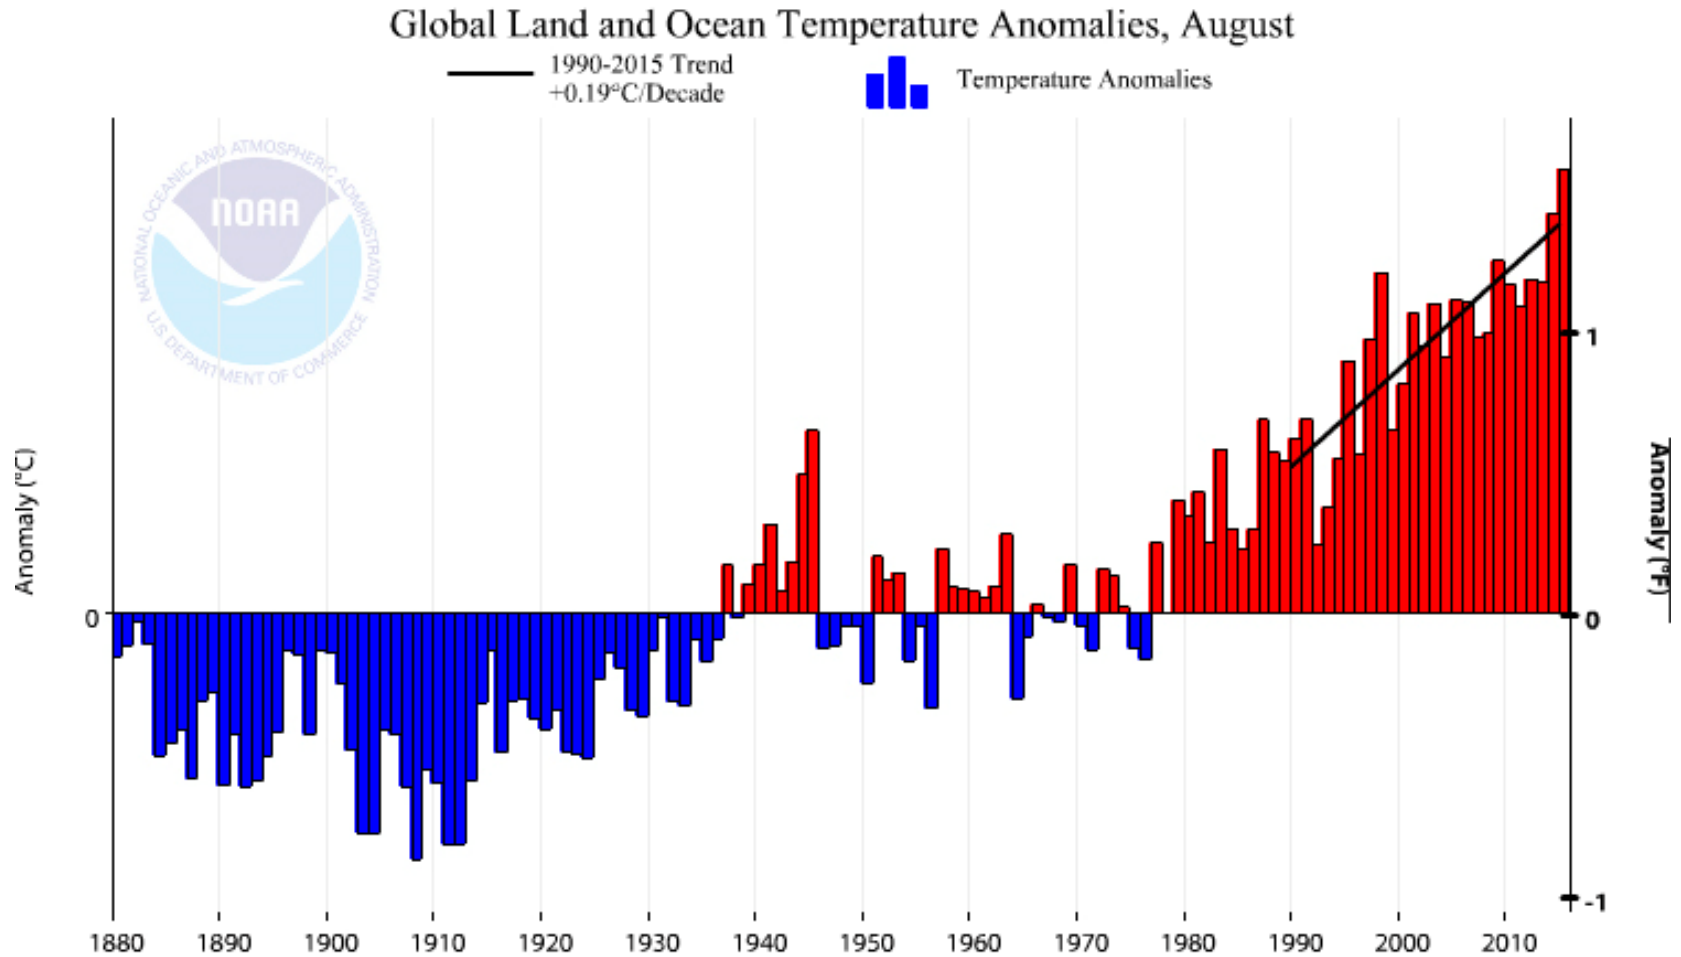 Global Land and Ocean Temperature Anomalies, August
1990-2015 Trend
+0.19°C/Decade
Temperature Anomalies
NATIONAL OCEANIC AND ATMOSPHERIC ADMINISTRATION
NOAA
U.S. DEPARTMENT OF COMMERCE
Anomaly (°C)
Anomaly (°F)
1
0
0
-1
1880 1890 1900 1910 1920 1930 1940 1950 1960 1970 1980 1990 2000 2010